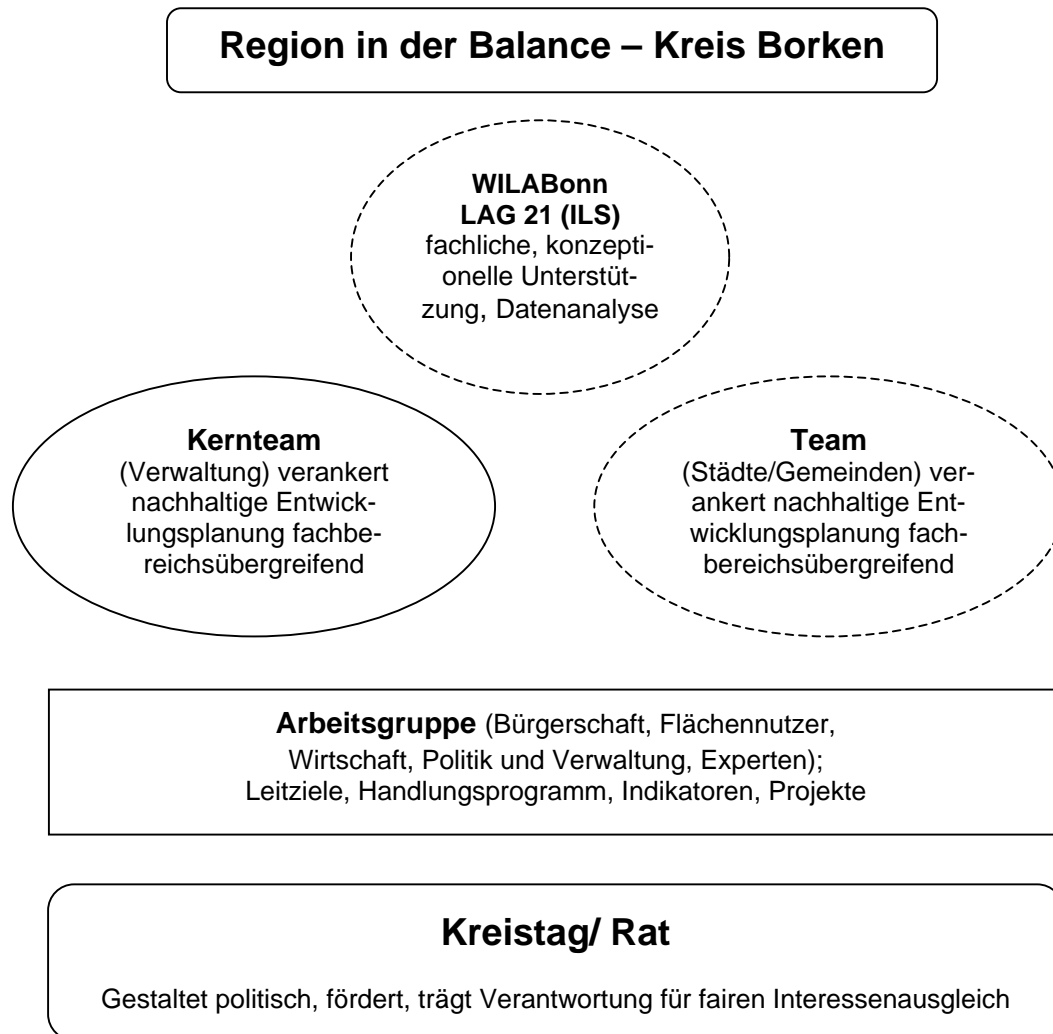 Region in der Balance – Kreis Borken
WILABonn
LAG 21 (ILS)
fachliche, konzepti-
onelle Unterstüt-
zung, Datenanalyse
Kernteam
(Verwaltung) verankert
nachhaltige Entwick-
lungsplanung fachbe-
reichsübergreifend
Team
(Städte/Gemeinden) ver-
ankert nachhaltige Ent-
wicklungsplanung fach-
bereichsübergreifend
Arbeitsgruppe (Bürgerschaft, Flächennutzer,
Wirtschaft, Politik und Verwaltung, Experten);
Leitziele, Handlungsprogramm, Indikatoren, Projekte
Kreistag/ Rat
Gestaltet politisch, fördert, trägt Verantwortung für fairen Interessenausgleich